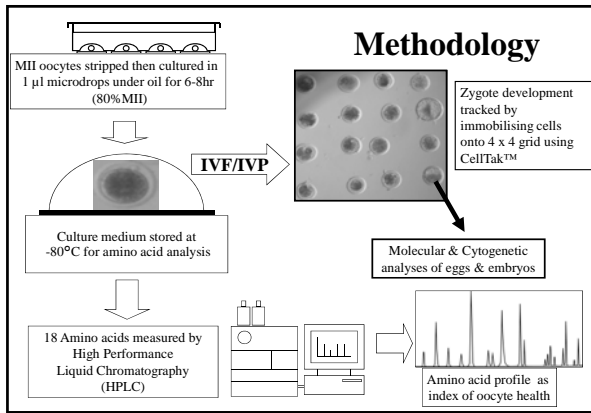 Methodology
MII oocytes stripped then cultured in
1 µl microdrops under oil for 6-8hr
(80%MII)
IVF/IVP
Zygote development
tracked by
immobilising cells
onto 4 x 4 grid using
CellTak™
Culture medium stored at
-80°C for amino acid analysis
Molecular & Cytogenetic
analyses of eggs & embryos
18 Amino acids measured by
High Performance
Liquid Chromatography
(HPLC)
Amino acid profile as
index of oocyte health